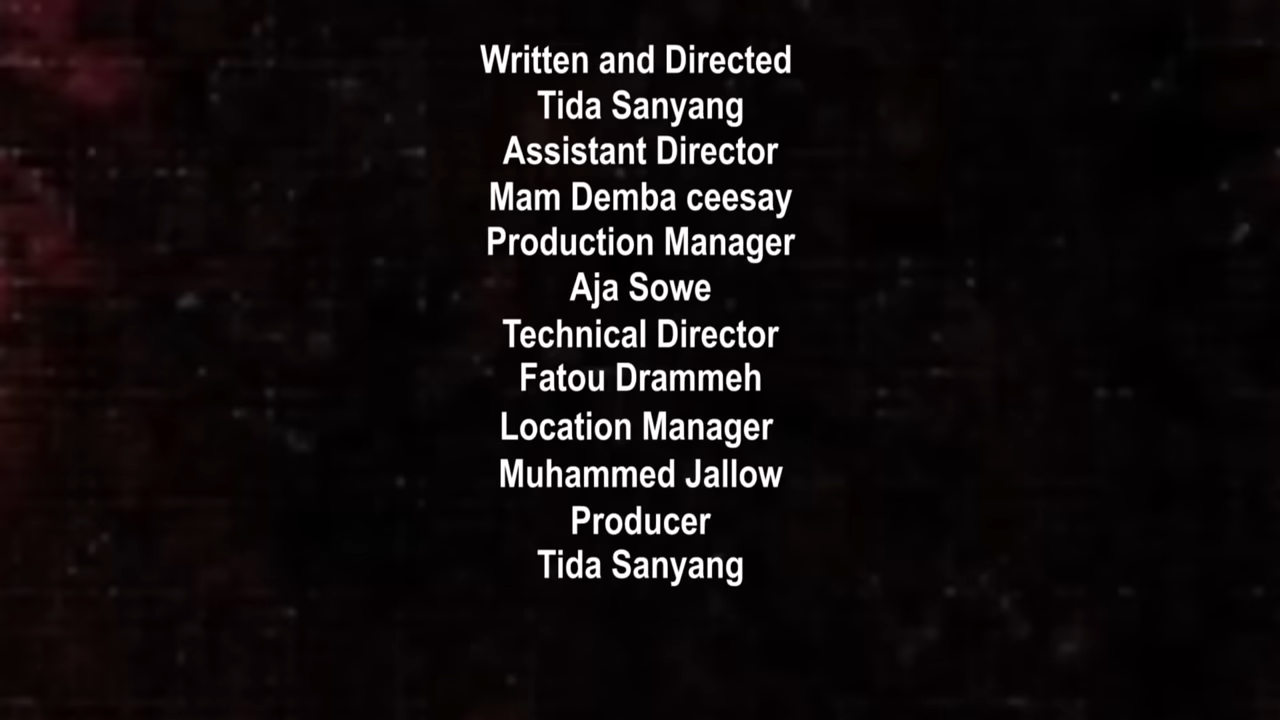 Written and Directed
Tida Sanyang
Assistant Director
Mam Demba ceesay
Production Manager
Aja Sowe
Technical Director
Fatou Drammeh
Location Manager
Muhammed Jallow
Producer
Tida Sanyang